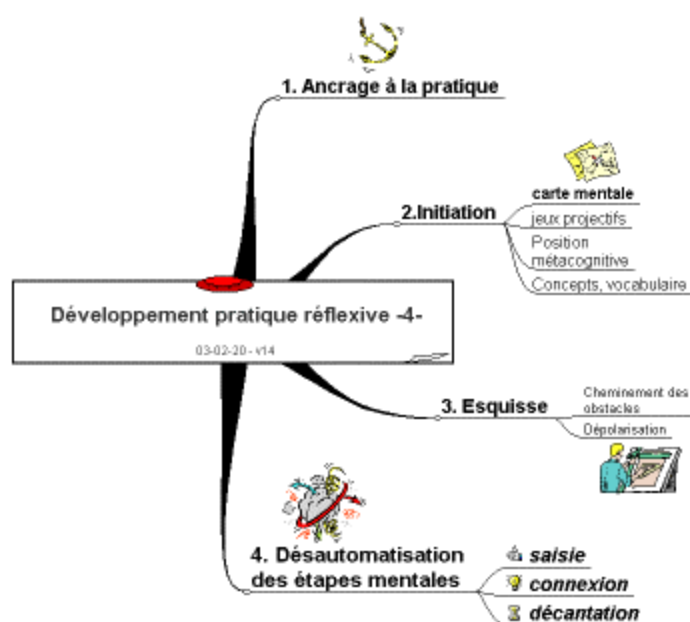 1. Ancrage à la pratique
2.Initiation
carte mentale
jeux projectifs
Position
métacognitive
Concepts, vocabulaire
Développement pratique réflexive -4-
03-02-20 - v14
3. Esquisse
Cheminement des
obstacles
Dépolarisation
4. Désautomatisation
des étapes mentales
saisie
connexion
décantation